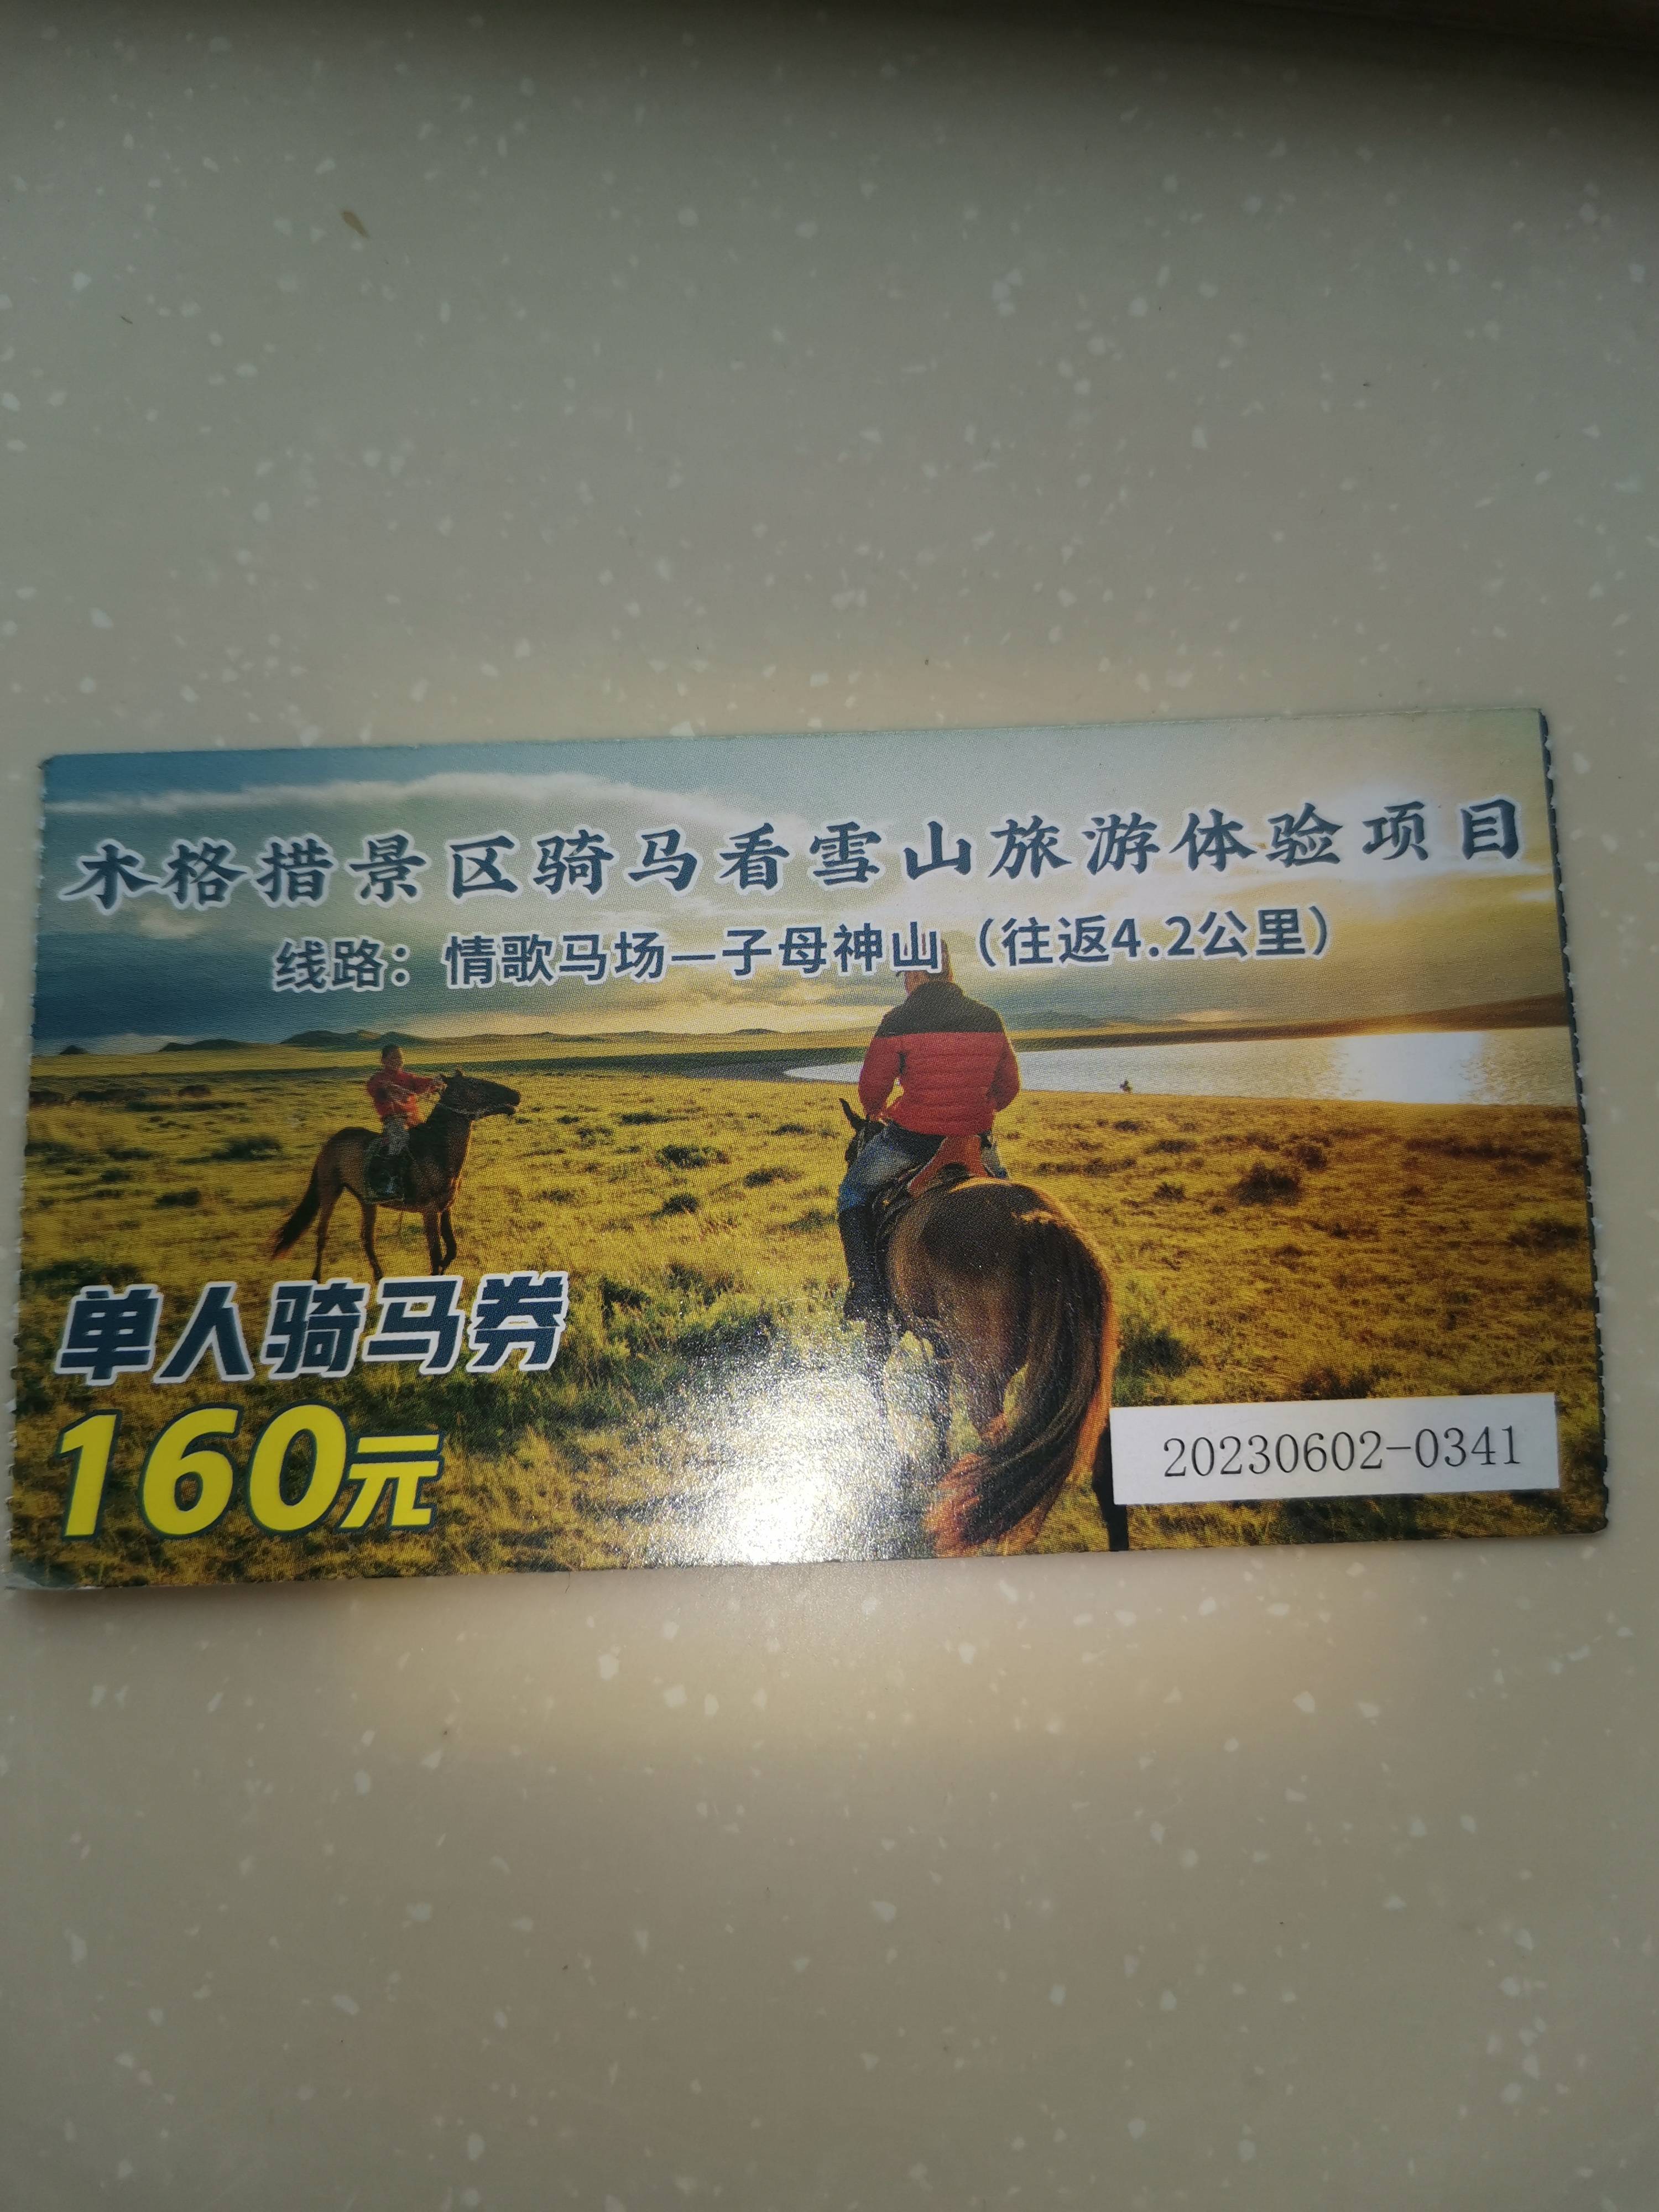 木格措景区骑马看雪山旅游体验项目
线路：情歌马场—子母神山（往返4.2公里）
单人骑马券
160元
20230602-0341